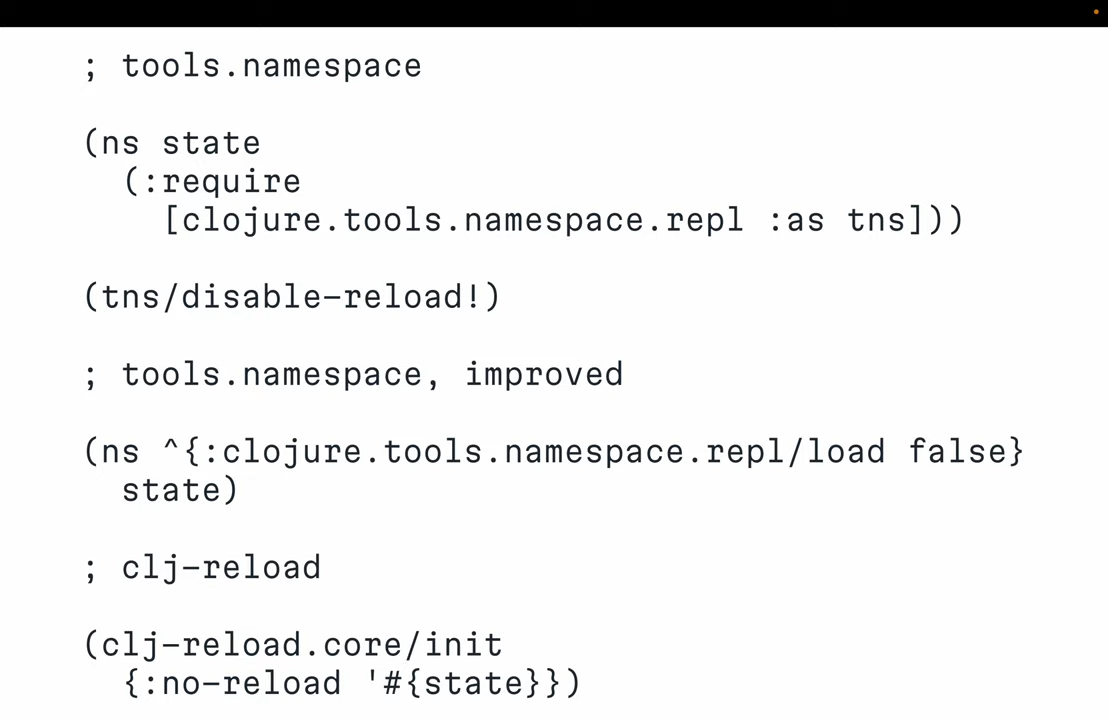 ; tools.namespace
(ns state
(:require
[clojure.tools.namespace.repl :as tns]))
(tns/disable-reload!)
; tools.namespace, improved
(ns ^{:clojure.tools.namespace.repl/load false}
state)
; clj-reload
(clj-reload.core/init
{:no-reload '#{state}})